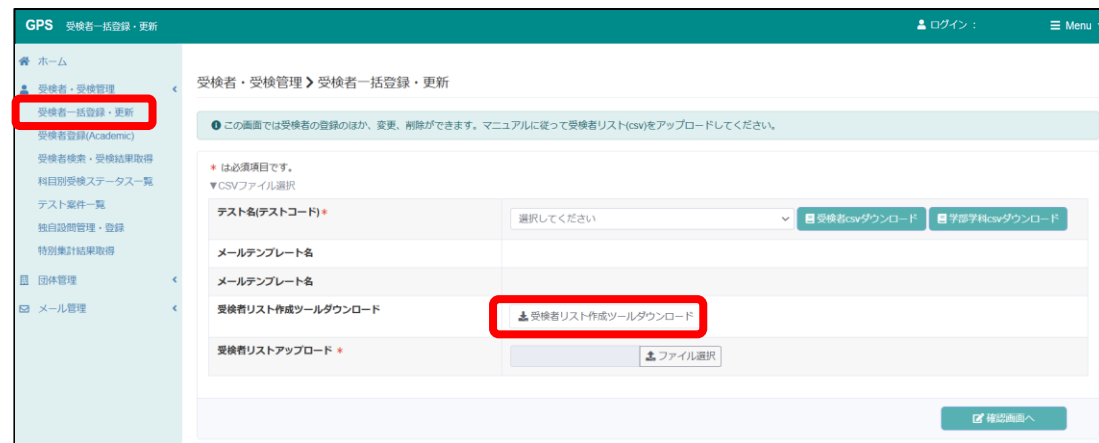 GPS 受検者一括登録・更新 ログイン： Menu
ホーム
受検者・受検管理
受検者一括登録・更新
受検者登録(Academic)
受検者検索・受検結果取得
科目別受検ステータス一覧
テスト案件一覧
独自設問管理・登録
特別集計結果取得
団体管理
メール管理
受検者・受検管理 > 受検者一括登録・更新
この画面では受検者の登録のほか、変更、削除ができます。マニュアルに従って受検者リスト(csv)をアップロードしてください。
* は必須項目です。
▼CSVファイル選択
テスト名(テストコード)* 選択してください 受検者csvダウンロード 学部学科csvダウンロード
メールテンプレート名
メールテンプレート名
受検者リスト作成ツールダウンロード 受検者リスト作成ツールダウンロード
受検者リストアップロード * ファイル選択
確認画面へ